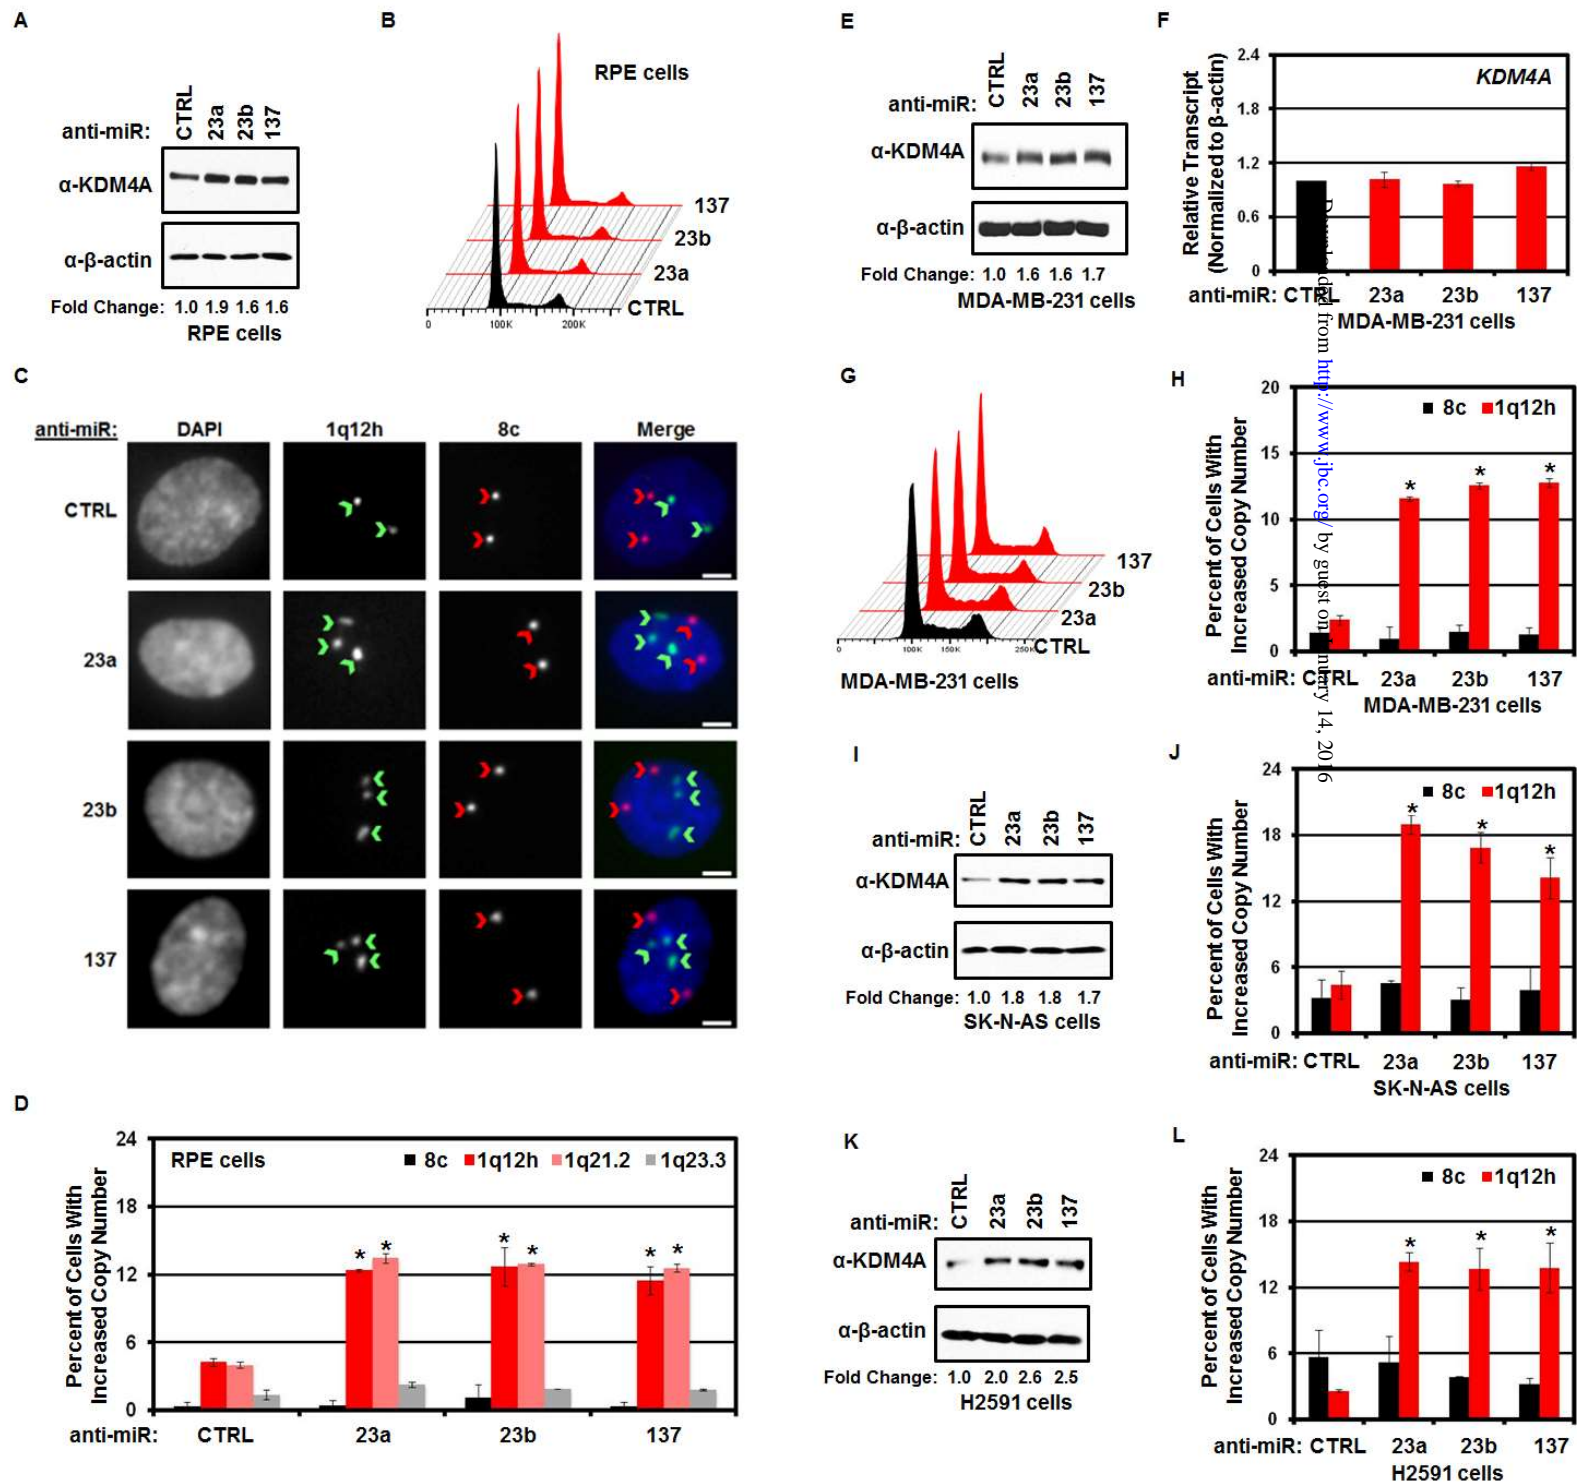 A
anti-miR: CTRL 23a 23b 137
α-KDM4A
α-β-actin
Fold Change: 1.0 1.9 1.6 1.6
RPE cells
B
RPE cells
137
23b
23a
CTRL
0 100K 200K
C
anti-miR: DAPI 1q12h 8c Merge
CTRL
23a
23b
137
D
RPE cells 8c 1q12h 1q21.2 1q23.3
Percent of Cells With
Increased Copy Number
24
18
12
6
0
* * * * * *
anti-miR: CTRL 23a 23b 137
E
anti-miR: CTRL 23a 23b 137
α-KDM4A
α-β-actin
Fold Change: 1.0 1.6 1.6 1.7
MDA-MB-231 cells
F
KDM4A
Relative Transcript
(Normalized to β-actin)
2.4
1.8
1.2
0.6
0
anti-miR: CTRL 23a 23b 137
MDA-MB-231 cells
G
137
23b
23a
CTRL
0 100K 150K 250K
MDA-MB-231 cells
H
8c 1q12h
Percent of Cells With
Increased Copy Number
20
15
10
5
0
* * *
anti-miR: CTRL 23a 23b 137
MDA-MB-231 cells
I
anti-miR: CTRL 23a 23b 137
α-KDM4A
α-β-actin
Fold Change: 1.0 1.8 1.8 1.7
SK-N-AS cells
J
8c 1q12h
Percent of Cells With
Increased Copy Number
24
18
12
6
0
* * *
anti-miR: CTRL 23a 23b 137
SK-N-AS cells
K
anti-miR: CTRL 23a 23b 137
α-KDM4A
α-β-actin
Fold Change: 1.0 2.0 2.6 2.5
H2591 cells
L
8c 1q12h
Percent of Cells With
Increased Copy Number
24
18
12
6
0
* * *
anti-miR: CTRL 23a 23b 137
H2591 cells
Downloaded from http://www.jbc.org/ by guest on January 14, 2016